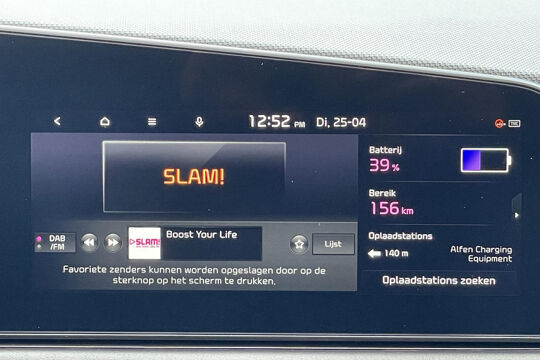 12:52 PM Di, 25-04
SLAM!
DAB
/FM
SLAM!
Boost Your Life
Lijst
Favoriete zenders kunnen worden opgeslagen door op de
sterknop op het scherm te drukken.
Batterij
39 %
Bereik
156 km
Oplaadstations
140 m
Alfen Charging
Equipment
Oplaadstations zoeken